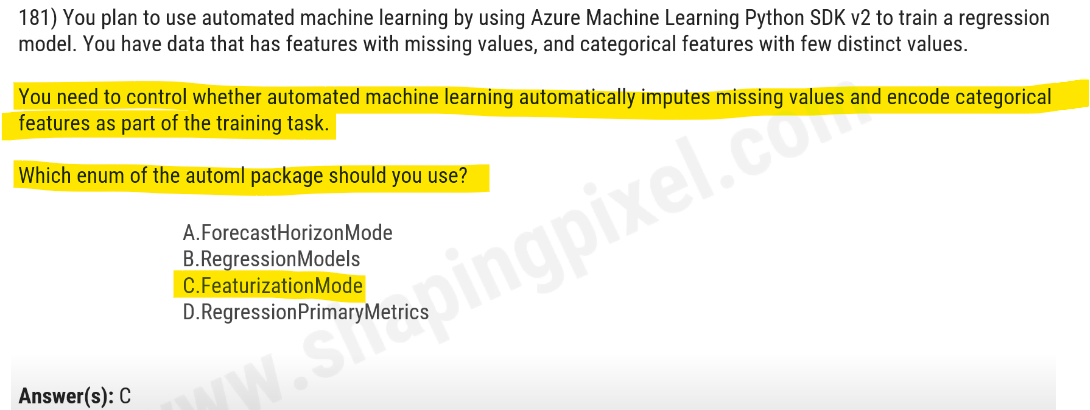 181) You plan to use automated machine learning by using Azure Machine Learning Python SDK v2 to train a regression
model. You have data that has features with missing values, and categorical features with few distinct values.
You need to control whether automated machine learning automatically imputes missing values and encode categorical
features as part of the training task.
Which enum of the automl package should you use?
A.ForecastHorizonMode
B.RegressionModels
C.FeaturizationMode
D.RegressionPrimaryMetrics
Answer(s): C
www.shapingpixel.com